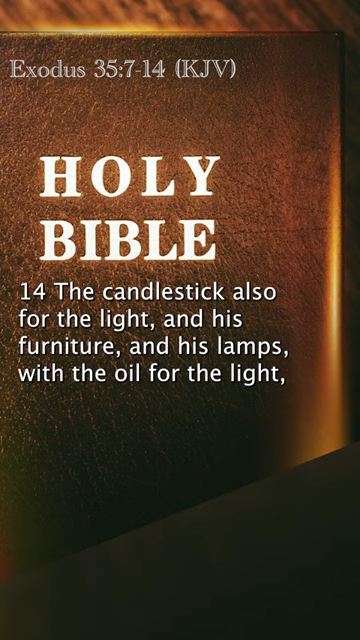 Exodus 35:7-14 (KJV)
HOLY
BIBLE
14 The candlestick also
for the light, and his
furniture, and his lamps,
with the oil for the light,